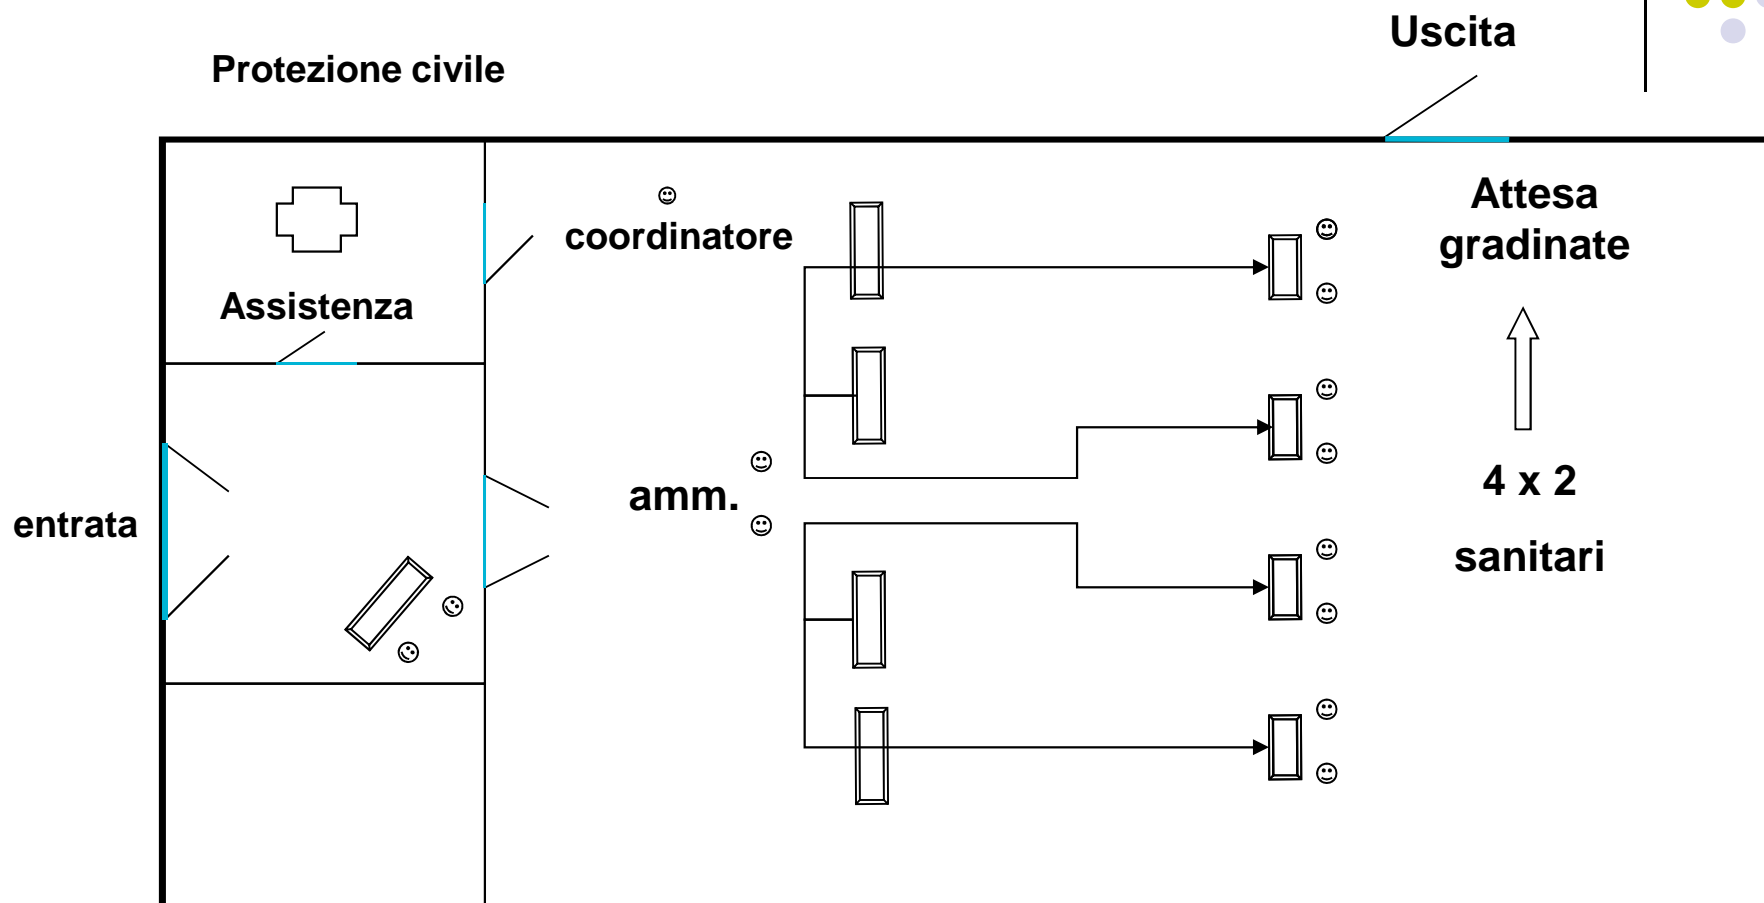 Uscita
Protezione civile
Attesa
gradinate
coordinatore
Assistenza
4 x 2
amm.
entrata
sanitari